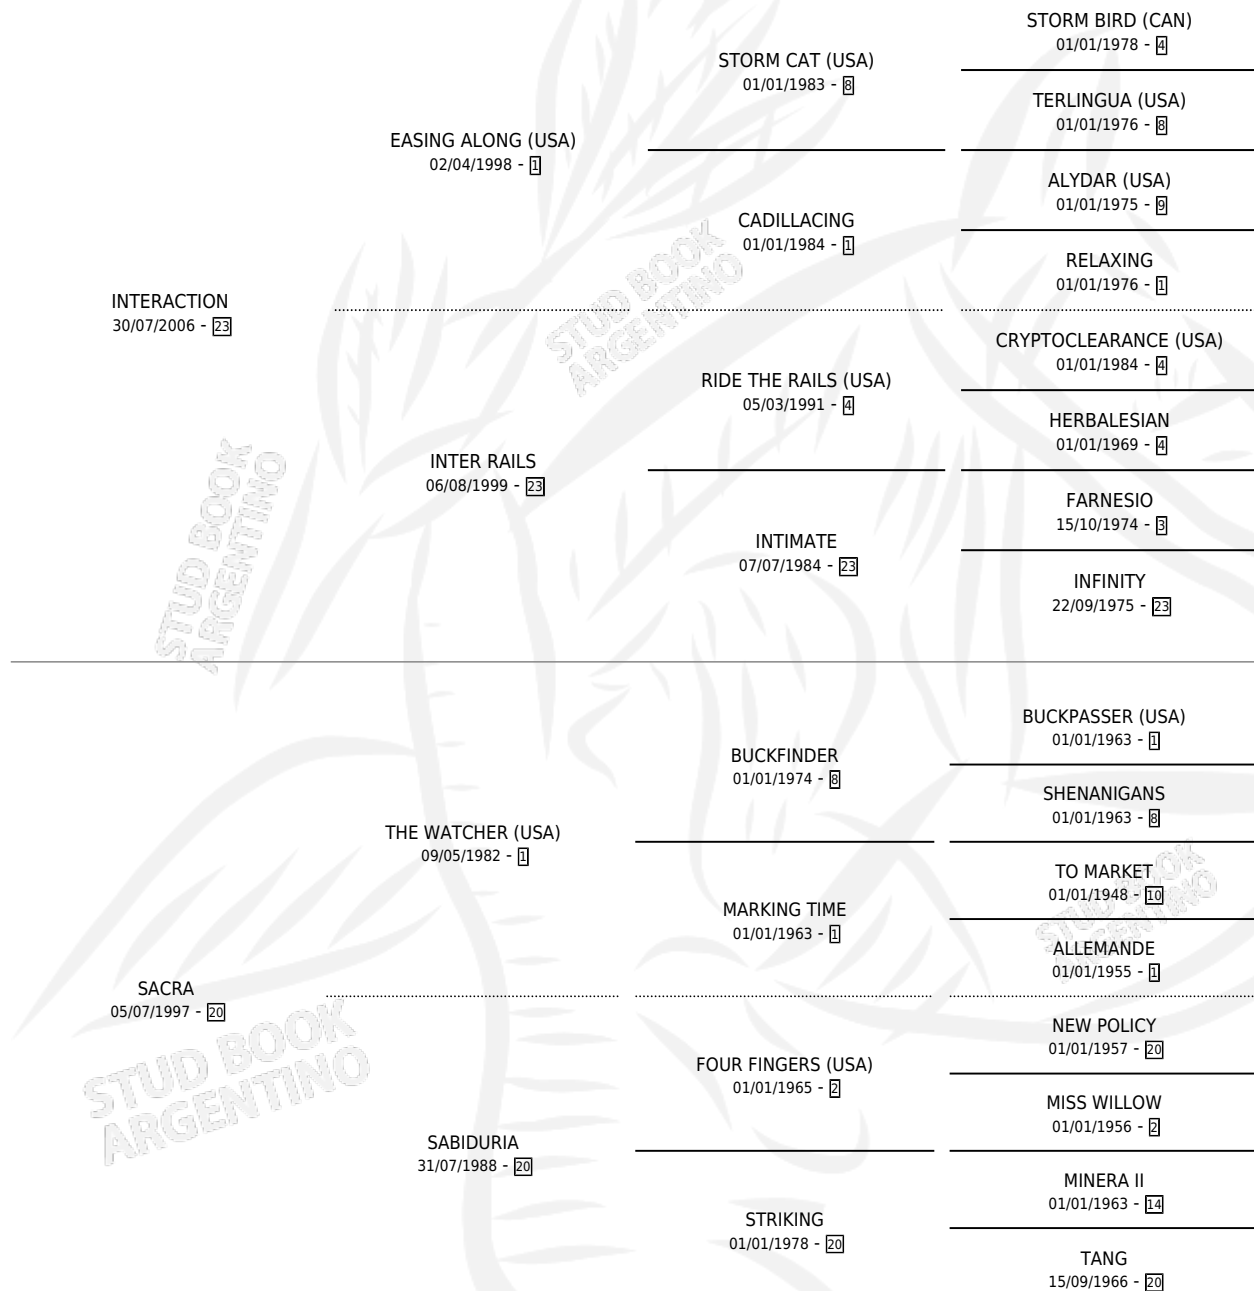 STORM BIRD (CAN)
01/01/1978 - 4
STORM CAT (USA)
01/01/1983 - 8
TERLINGUA (USA)
01/01/1976 - 8
EASING ALONG (USA)
02/04/1998 - 1
ALYDAR (USA)
01/01/1975 - 9
CADILLACING
01/01/1984 - 1
RELAXING
01/01/1976 - 1
INTERACTION
30/07/2006 - 23
CRYPTOCLEARANCE (USA)
01/01/1984 - 4
RIDE THE RAILS (USA)
05/03/1991 - 4
HERBALESIAN
01/01/1969 - 4
INTER RAILS
06/08/1999 - 23
FARNESIO
15/10/1974 - 3
INTIMATE
07/07/1984 - 23
INFINITY
22/09/1975 - 23
BUCKPASSER (USA)
01/01/1963 - 1
BUCKFINDER
01/01/1974 - 8
SHENANIGANS
01/01/1963 - 8
THE WATCHER (USA)
09/05/1982 - 1
TO MARKET
01/01/1948 - 10
MARKING TIME
01/01/1963 - 1
ALLEMANDE
01/01/1955 - 1
SACRA
05/07/1997 - 20
NEW POLICY
01/01/1957 - 20
FOUR FINGERS (USA)
01/01/1965 - 2
MISS WILLOW
01/01/1956 - 2
SABIDURIA
31/07/1988 - 20
MINERA II
01/01/1963 - 14
STRIKING
01/01/1978 - 20
TANG
15/09/1966 - 20
STUD BOOK
ARGENTINO
STUD BOOK
ARGENTINO
STUD BOOK
ARGENTINO
STUD BOOK
ARGENTINO